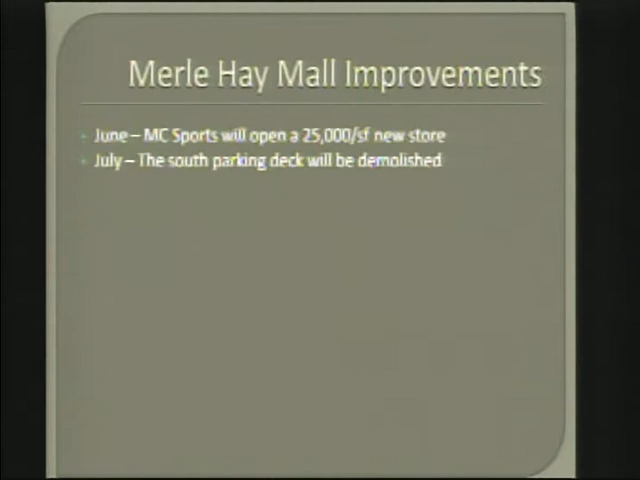 Merle Hay Mall Improvements
June – MC Sports will open a 25,000/sf new store
July – The south parking deck will be demolished